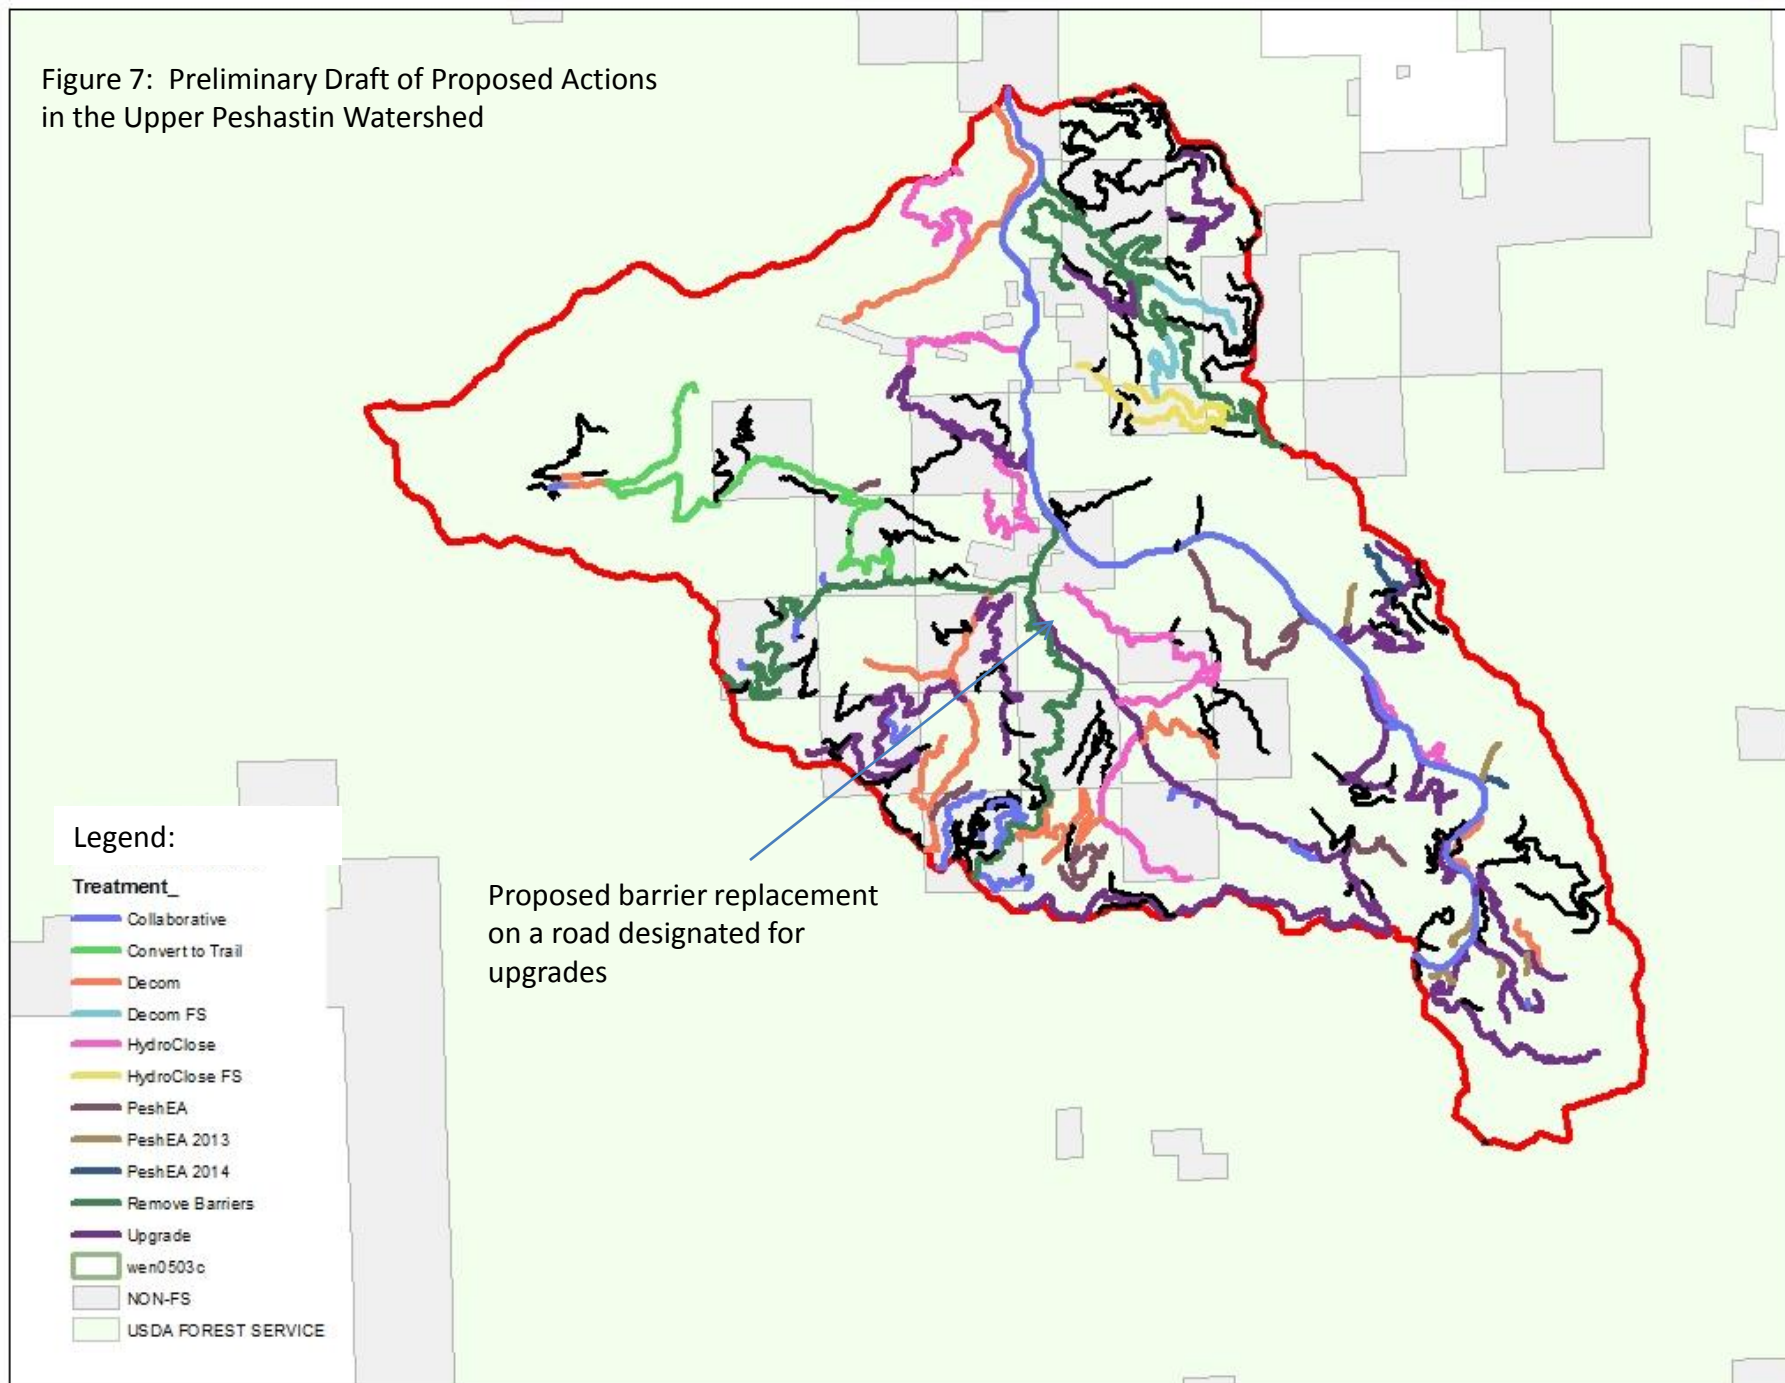 Figure 7: Preliminary Draft of Proposed Actions
in the Upper Peshastin Watershed
Proposed barrier replacement
on a road designated for
upgrades
Legend:
Treatment_
Collaborative
Convert to Trail
Decom
Decom FS
HydroClose
HydroClose FS
PeshEA
PeshEA 2013
PeshEA 2014
Remove Barriers
Upgrade
wen0503c
NON-FS
USDA FOREST SERVICE